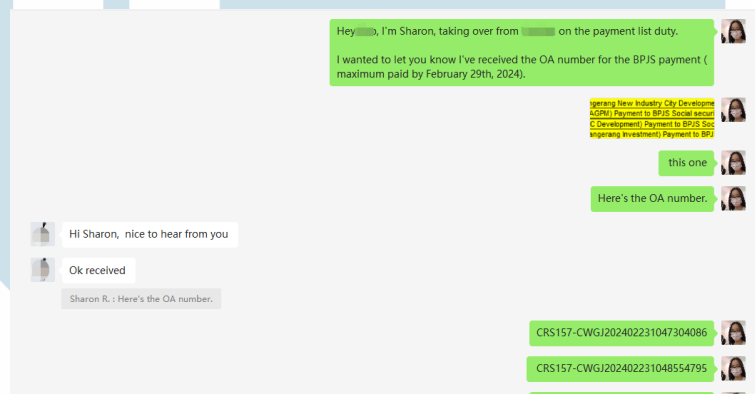 Hey, I'm Sharon, taking over from on the payment list duty.
I wanted to let you know I've received the OA number for the BPJS payment (
maximum paid by February 29th, 2024).
ngerang New Industry City Developme
AGPM) Payment to BPJS Social securi
C Development) Payment to BPJS Soc
angerang Investment) Payment to BPJ
this one
Here's the OA number.
Hi Sharon, nice to hear from you
Ok received
Sharon R. : Here's the OA number.
CRS157-CWGJ202402231047304086
CRS157-CWGJ202402231048554795